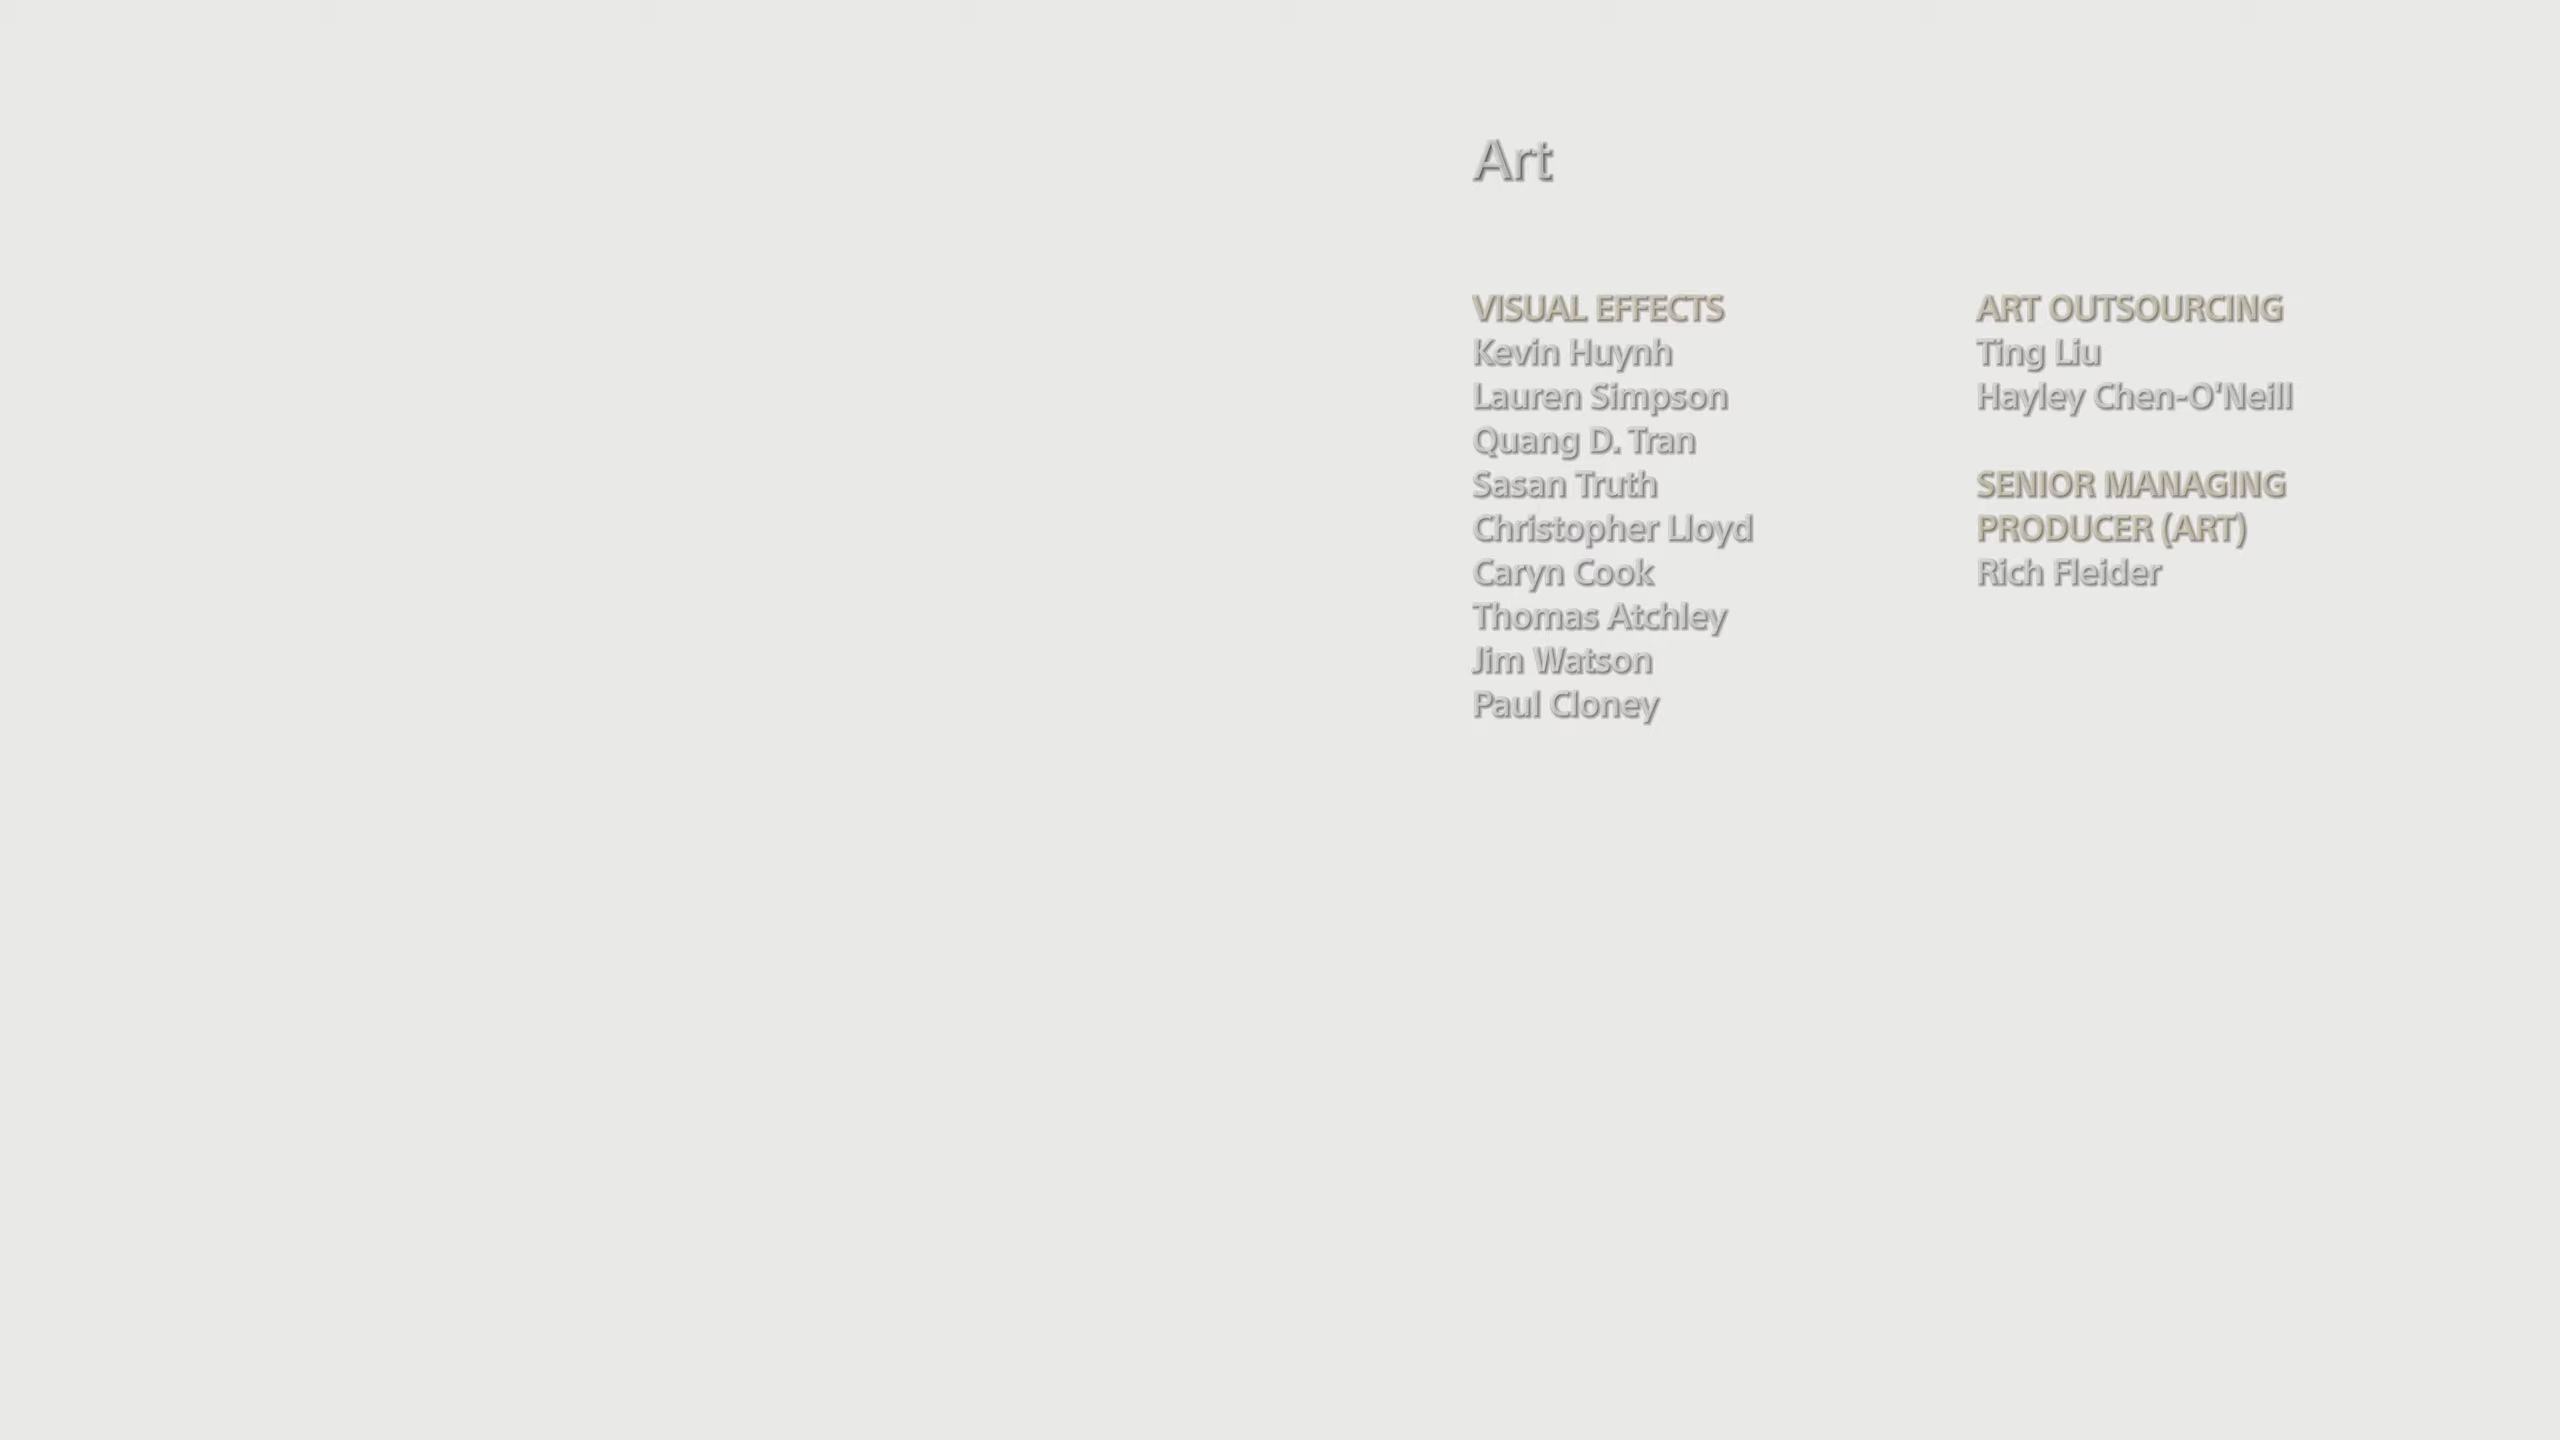 Art
VISUAL EFFECTS
Kevin Huynh
Lauren Simpson
Quang D. Tran
Sasan Truth
Christopher Lloyd
Caryn Cook
Thomas Atchley
Jim Watson
Paul Cloney
ART OUTSOURCING
Ting Liu
Hayley Chen-O'Neill
SENIOR MANAGING
PRODUCER (ART)
Rich Fleider